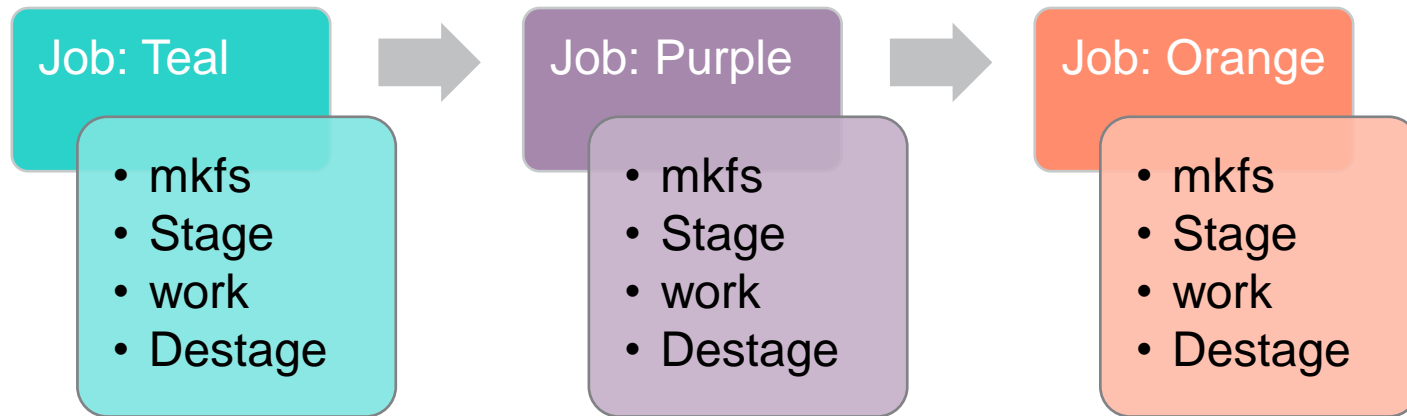 Job: Teal
• mkfs
• Stage
• work
• Destage
Job: Purple
• mkfs
• Stage
• work
• Destage
Job: Orange
• mkfs
• Stage
• work
• Destage